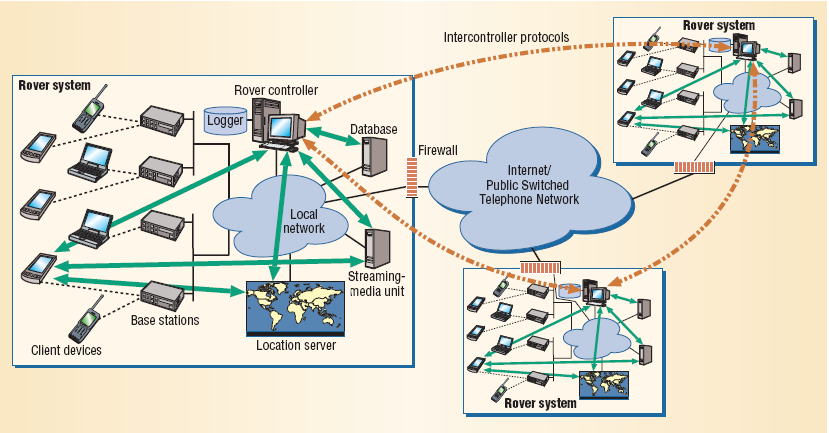 Rover system
Intercontroller protocols
Rover system
Rover controller
Logger
Database
Firewall
Internet/
Public Switched
Telephone Network
Local
network
Streaming-
media unit
Base stations
Location server
Client devices
Rover system